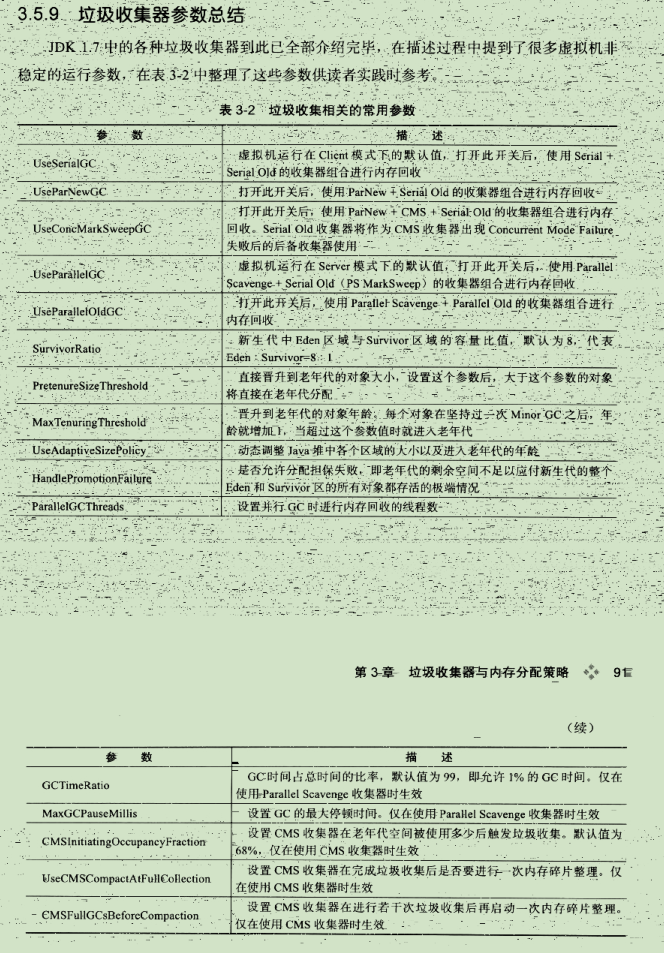 3.5.9 垃圾收集器参数总结
JDK 1.7中的各种垃圾收集器到此已全部介绍完毕，在描述过程中提到了很多虚拟机非
稳定的运行参数，在表3-2中整理了这些参数供读者实践时参考。
表3-2 垃圾收集相关的常用参数
参 数 描 述
UseSerialGC
虚拟机运行在 Client 模式下的默认值，打开此开关后，使用 Serial +
Serial Old 的收集器组合进行内存回收
UseParNewGC 打开此开关后，使用 ParNew + Serial Old 的收集器组合进行内存回收
UseConcMarkSweepGC
打开此开关后，使用 ParNew + CMS + Serial Old 的收集器组合进行内存
回收。Serial Old 收集器将作为 CMS 收集器出现 Concurrent Mode Failure
失败后的后备收集器使用
UseParallelGC
虚拟机运行在 Server 模式下的默认值，打开此开关后，使用 Parallel
Scavenge + Serial Old（PS MarkSweep）的收集器组合进行内存回收
UseParallelOldGC
打开此开关后，使用 Parallel Scavenge + Parallel Old 的收集器组合进行
内存回收
SurvivorRatio
新生代中 Eden 区域与 Survivor 区域的容量比值，默认为 8，代表
Eden : Survivor=8 : 1
PretenureSizeThreshold
直接晋升到老年代的对象大小，设置这个参数后，大于这个参数的对象
将直接在老年代分配
MaxTenuringThreshold
晋升到老年代的对象年龄，每个对象在坚持过一次 Minor GC 之后，年
龄就增加1，当超过这个参数值时就进入老年代
UseAdaptiveSizePolicy 动态调整 Java 堆中各个区域的大小以及进入老年代的年龄
HandlePromotionFailure
是否允许分配担保失败，即老年代的剩余空间不足以应付新生代的整个
Eden 和 Survivor 区的所有对象都存活的极端情况
ParallelGCThreads 设置并行 GC 时进行内存回收的线程数
第3章 垃圾收集器与内存分配策略 ❖ 91
（续）
参 数 描 述
GCTimeRatio
GC时间占总时间的比率，默认值为 99，即允许 1% 的 GC 时间。仅在
使用 Parallel Scavenge 收集器时生效
MaxGCPauseMillis 设置 GC 的最大停顿时间。仅在使用 Parallel Scavenge 收集器时生效
CMSInitiatingOccupancyFraction
设置 CMS 收集器在老年代空间被使用多少后触发垃圾收集。默认值为
68%，仅在使用 CMS 收集器时生效
UseCMSCompactAtFullCollection
设置 CMS 收集器在完成垃圾收集后是否要进行一次内存碎片整理。仅
在使用 CMS 收集器时生效
CMSFullGCsBeforeCompaction
设置 CMS 收集器在进行若干次垃圾收集后再启动一次内存碎片整理。
仅在使用 CMS 收集器时生效